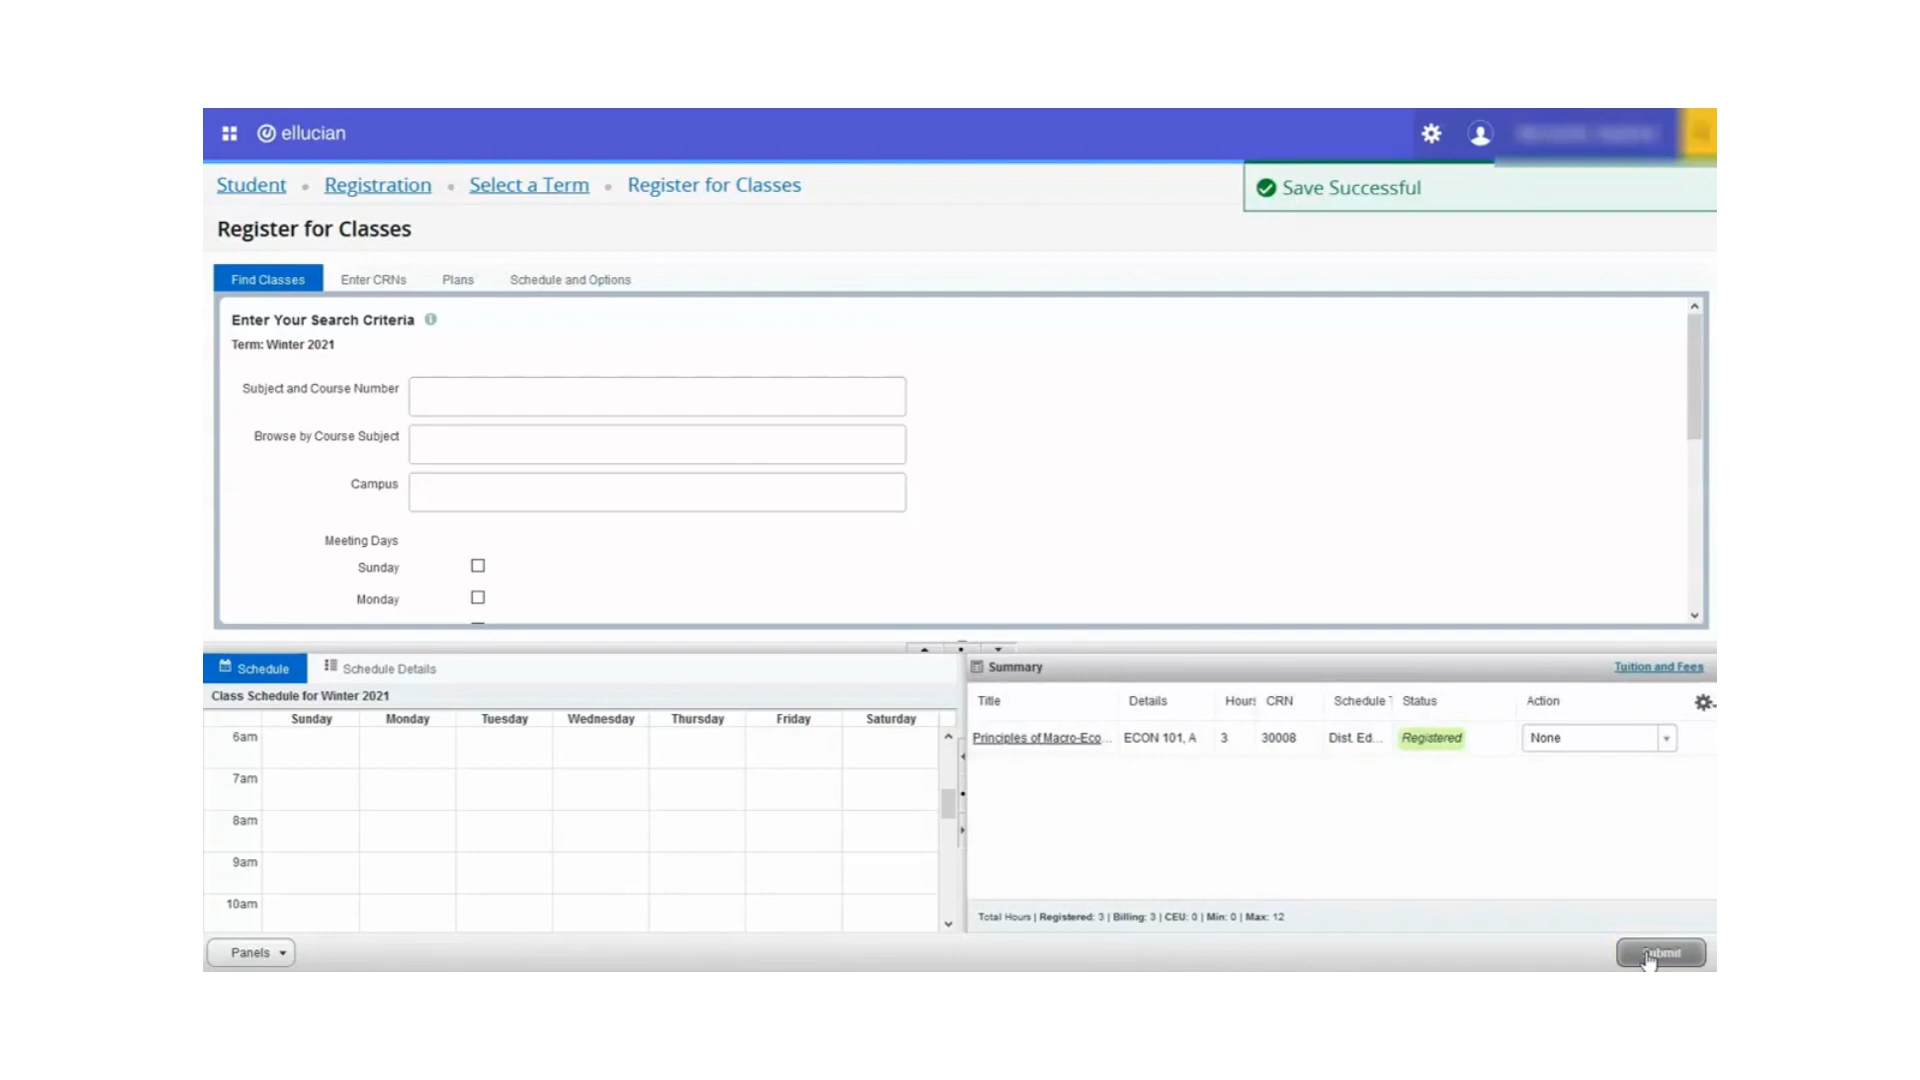 ellucian
Student • Registration • Select a Term • Register for Classes
Save Successful
Register for Classes
Find Classes Enter CRNs Plans Schedule and Options
Enter Your Search Criteria
Term: Winter 2021
Subject and Course Number
Browse by Course Subject
Campus
Meeting Days
Sunday
Monday
Schedule Schedule Details
Class Schedule for Winter 2021
Sunday Monday Tuesday Wednesday Thursday Friday Saturday
6am
7am
8am
9am
10am
Summary Tuition and Fees
Title Details Hours CRN Schedule T Status Action
Principles of Macro-Eco... ECON 101, A 3 30008 Dist. Ed... Registered None
Total Hours | Registered: 3 | Billing: 3 | CEU: 0 | Min: 0 | Max: 12
Panels Submit